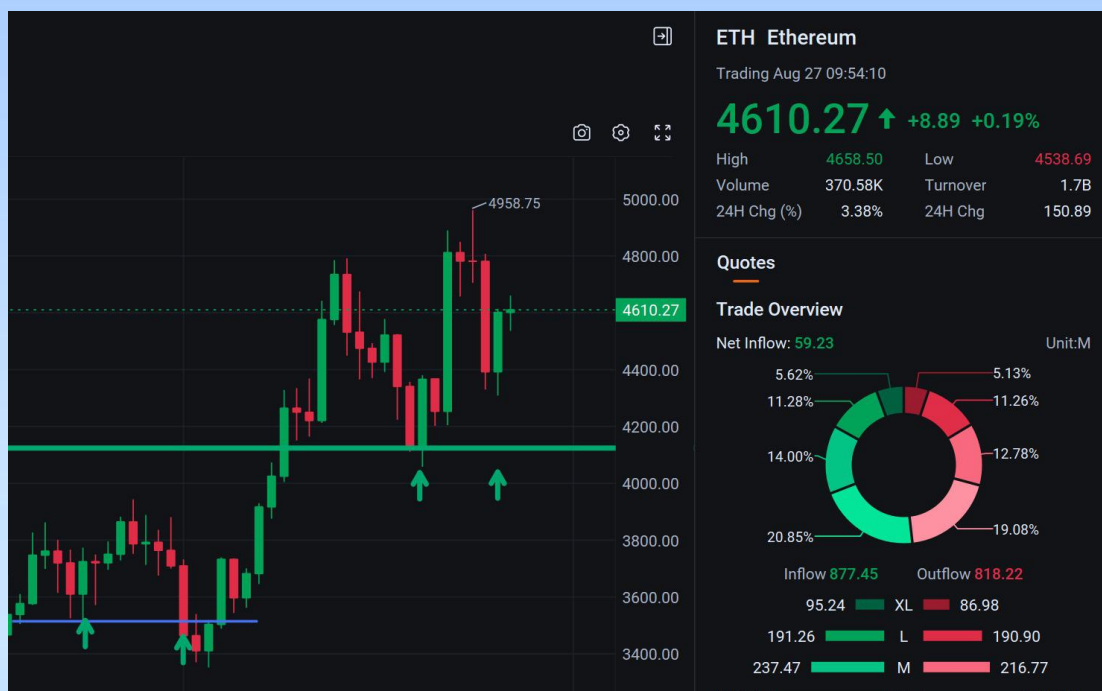 ETH Ethereum
Trading Aug 27 09:54:10
4610.27 +8.89 +0.19%
High 4658.50 Low 4538.69
Volume 370.58K Turnover 1.7B
24H Chg (%) 3.38% 24H Chg 150.89
4958.75
5000.00
4800.00
4610.27
4400.00
4200.00
4000.00
3800.00
3600.00
3400.00
Quotes
Trade Overview
Net Inflow: 59.23 Unit:M
5.62% 5.13%
11.28% 11.26%
14.00% 12.78%
20.85% 19.08%
Inflow 877.45 Outflow 818.22
95.24 XL 86.98
191.26 L 190.90
237.47 M 216.77